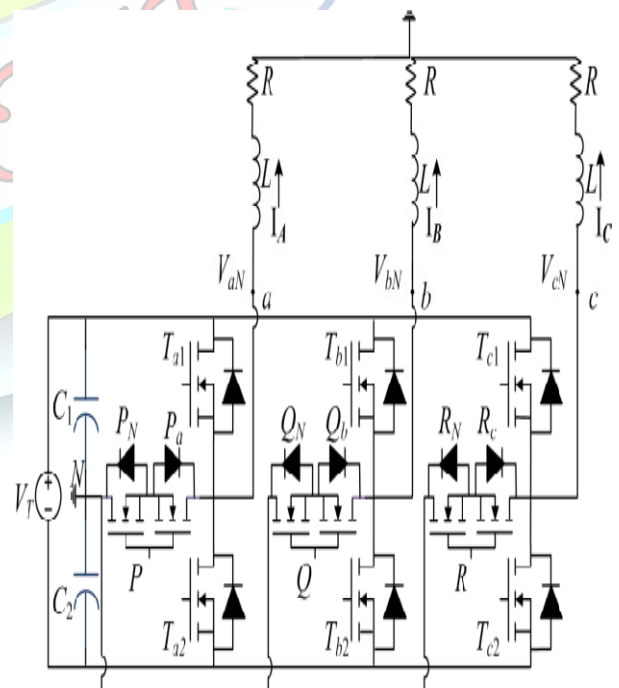 R R R
L L L
I_A I_B I_C
V_aN V_bN V_cN
a b c
T_a1 T_b1 T_c1
C_1 P_N P_a Q_N Q_b R_N R_c
N
V_r + -
P Q R
C_2
T_a2 T_b2 T_c2